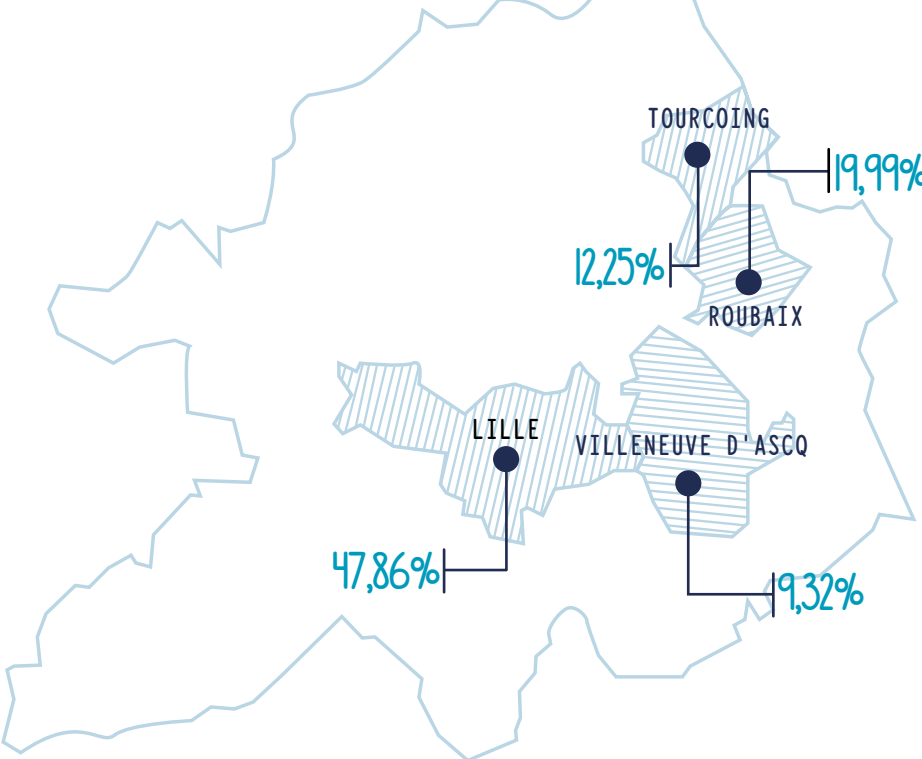 TOURCOING
19,99%
12,25%
ROUBAIX
LILLE
VILLENEUVE D'ASCQ
47,86%
9,32%